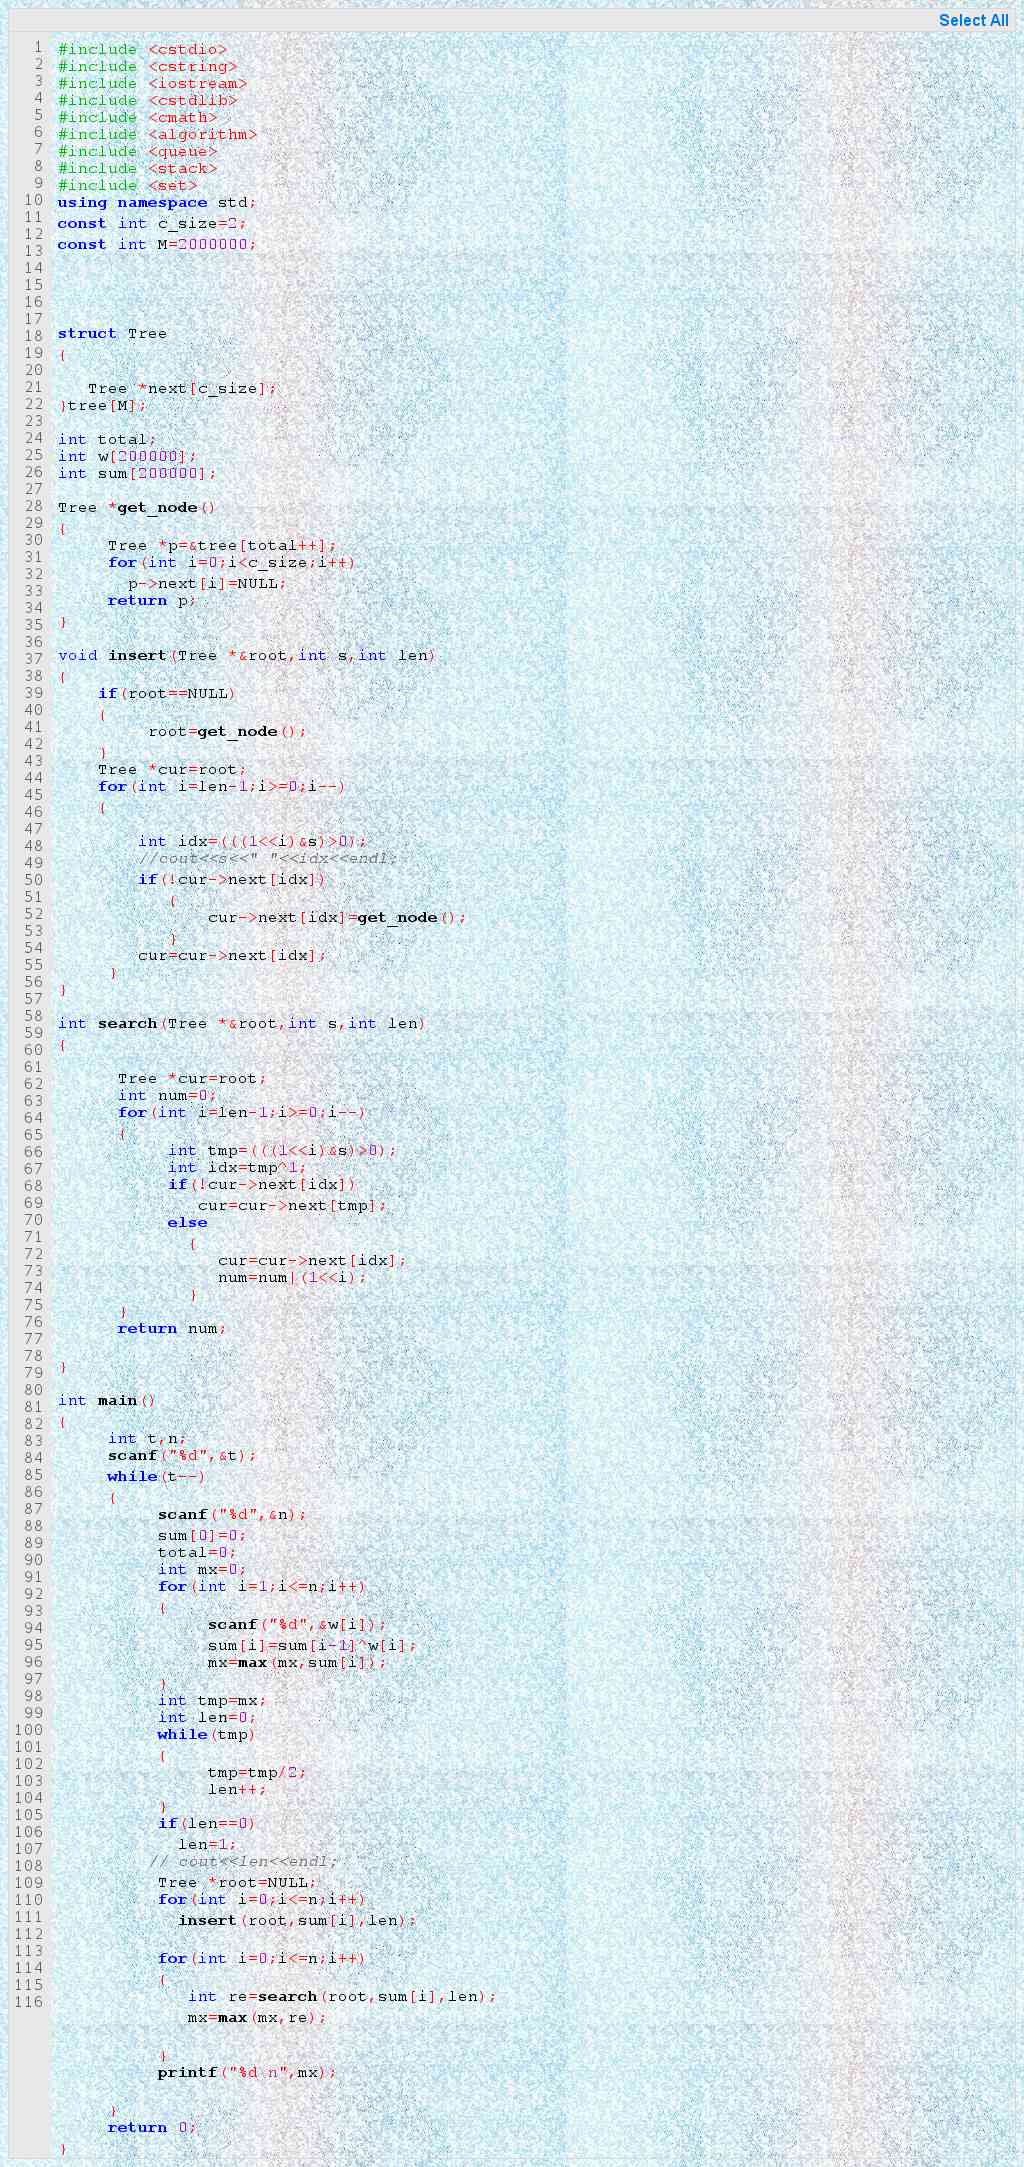 Select All
1
2
3
4
5
6
7
8
9
10
11
12
13
14
15
16
17
18
19
20
21
22
23
24
25
26
27
28
29
30
31
32
33
34
35
36
37
38
39
40
41
42
43
44
45
46
47
48
49
50
51
52
53
54
55
56
57
58
59
60
61
62
63
64
65
66
67
68
69
70
71
72
73
74
75
76
77
78
79
80
81
82
83
84
85
86
87
88
89
90
91
92
93
94
95
96
97
98
99
100
101
102
103
104
105
106
107
108
109
110
111
112
113
114
115
116
#include <cstdio>
#include <cstring>
#include <iostream>
#include <cstdlib>
#include <cmath>
#include <algorithm>
#include <queue>
#include <stack>
#include <set>
using namespace std;
const int c_size=2;
const int M=2000000;
struct Tree
{
   Tree *next[c_size];
}tree[M];
int total;
int w[200000];
int sum[200000];
Tree *get_node()
{
     Tree *p=&tree[total++];
     for(int i=0;i<c_size;i++)
       p->next[i]=NULL;
     return p;
}
void insert(Tree *&root,int s,int len)
{
    if(root==NULL)
    {
         root=get_node();
    }
    Tree *cur=root;
    for(int i=len-1;i>=0;i--)
    {
        int idx=(((1<<i)&s)>0);
        //cout<<s<<" "<<idx<<endl;
        if(!cur->next[idx])
           {
               cur->next[idx]=get_node();
           }
        cur=cur->next[idx];
     }
}
int search(Tree *&root,int s,int len)
{
      Tree *cur=root;
      int num=0;
      for(int i=len-1;i>=0;i--)
      {
           int tmp=(((1<<i)&s)>0);
           int idx=tmp^1;
           if(!cur->next[idx])
              cur=cur->next[tmp];
           else
             {
                cur=cur->next[idx];
                num=num|(1<<i);
             }
      }
      return num;
}
int main()
{
     int t,n;
     scanf("%d",&t);
     while(t--)
     {
          scanf("%d",&n);
          sum[0]=0;
          total=0;
          int mx=0;
          for(int i=1;i<=n;i++)
          {
               scanf("%d",&w[i]);
               sum[i]=sum[i-1]^w[i];
               mx=max(mx,sum[i]);
          }
          int tmp=mx;
          int len=0;
          while(tmp)
          {
               tmp=tmp/2;
               len++;
          }
          if(len==0)
            len=1;
         // cout<<len<<endl;
          Tree *root=NULL;
          for(int i=0;i<=n;i++)
            insert(root,sum[i],len);
          for(int i=0;i<=n;i++)
          {
             int re=search(root,sum[i],len);
             mx=max(mx,re);
          }
          printf("%d\n",mx);
     }
     return 0;
}